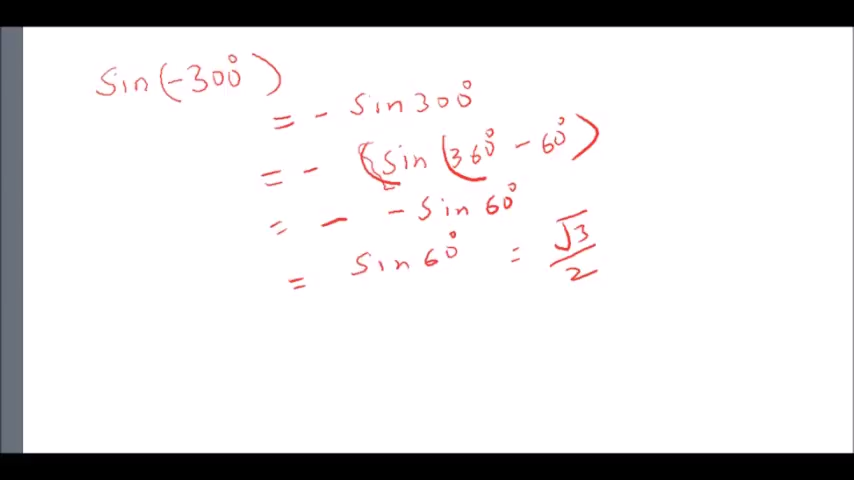 Sin(-300°)
= - Sin 300°
= - (Sin (360° - 60°)
= - - Sin 60°
= Sin 60° = √3/2